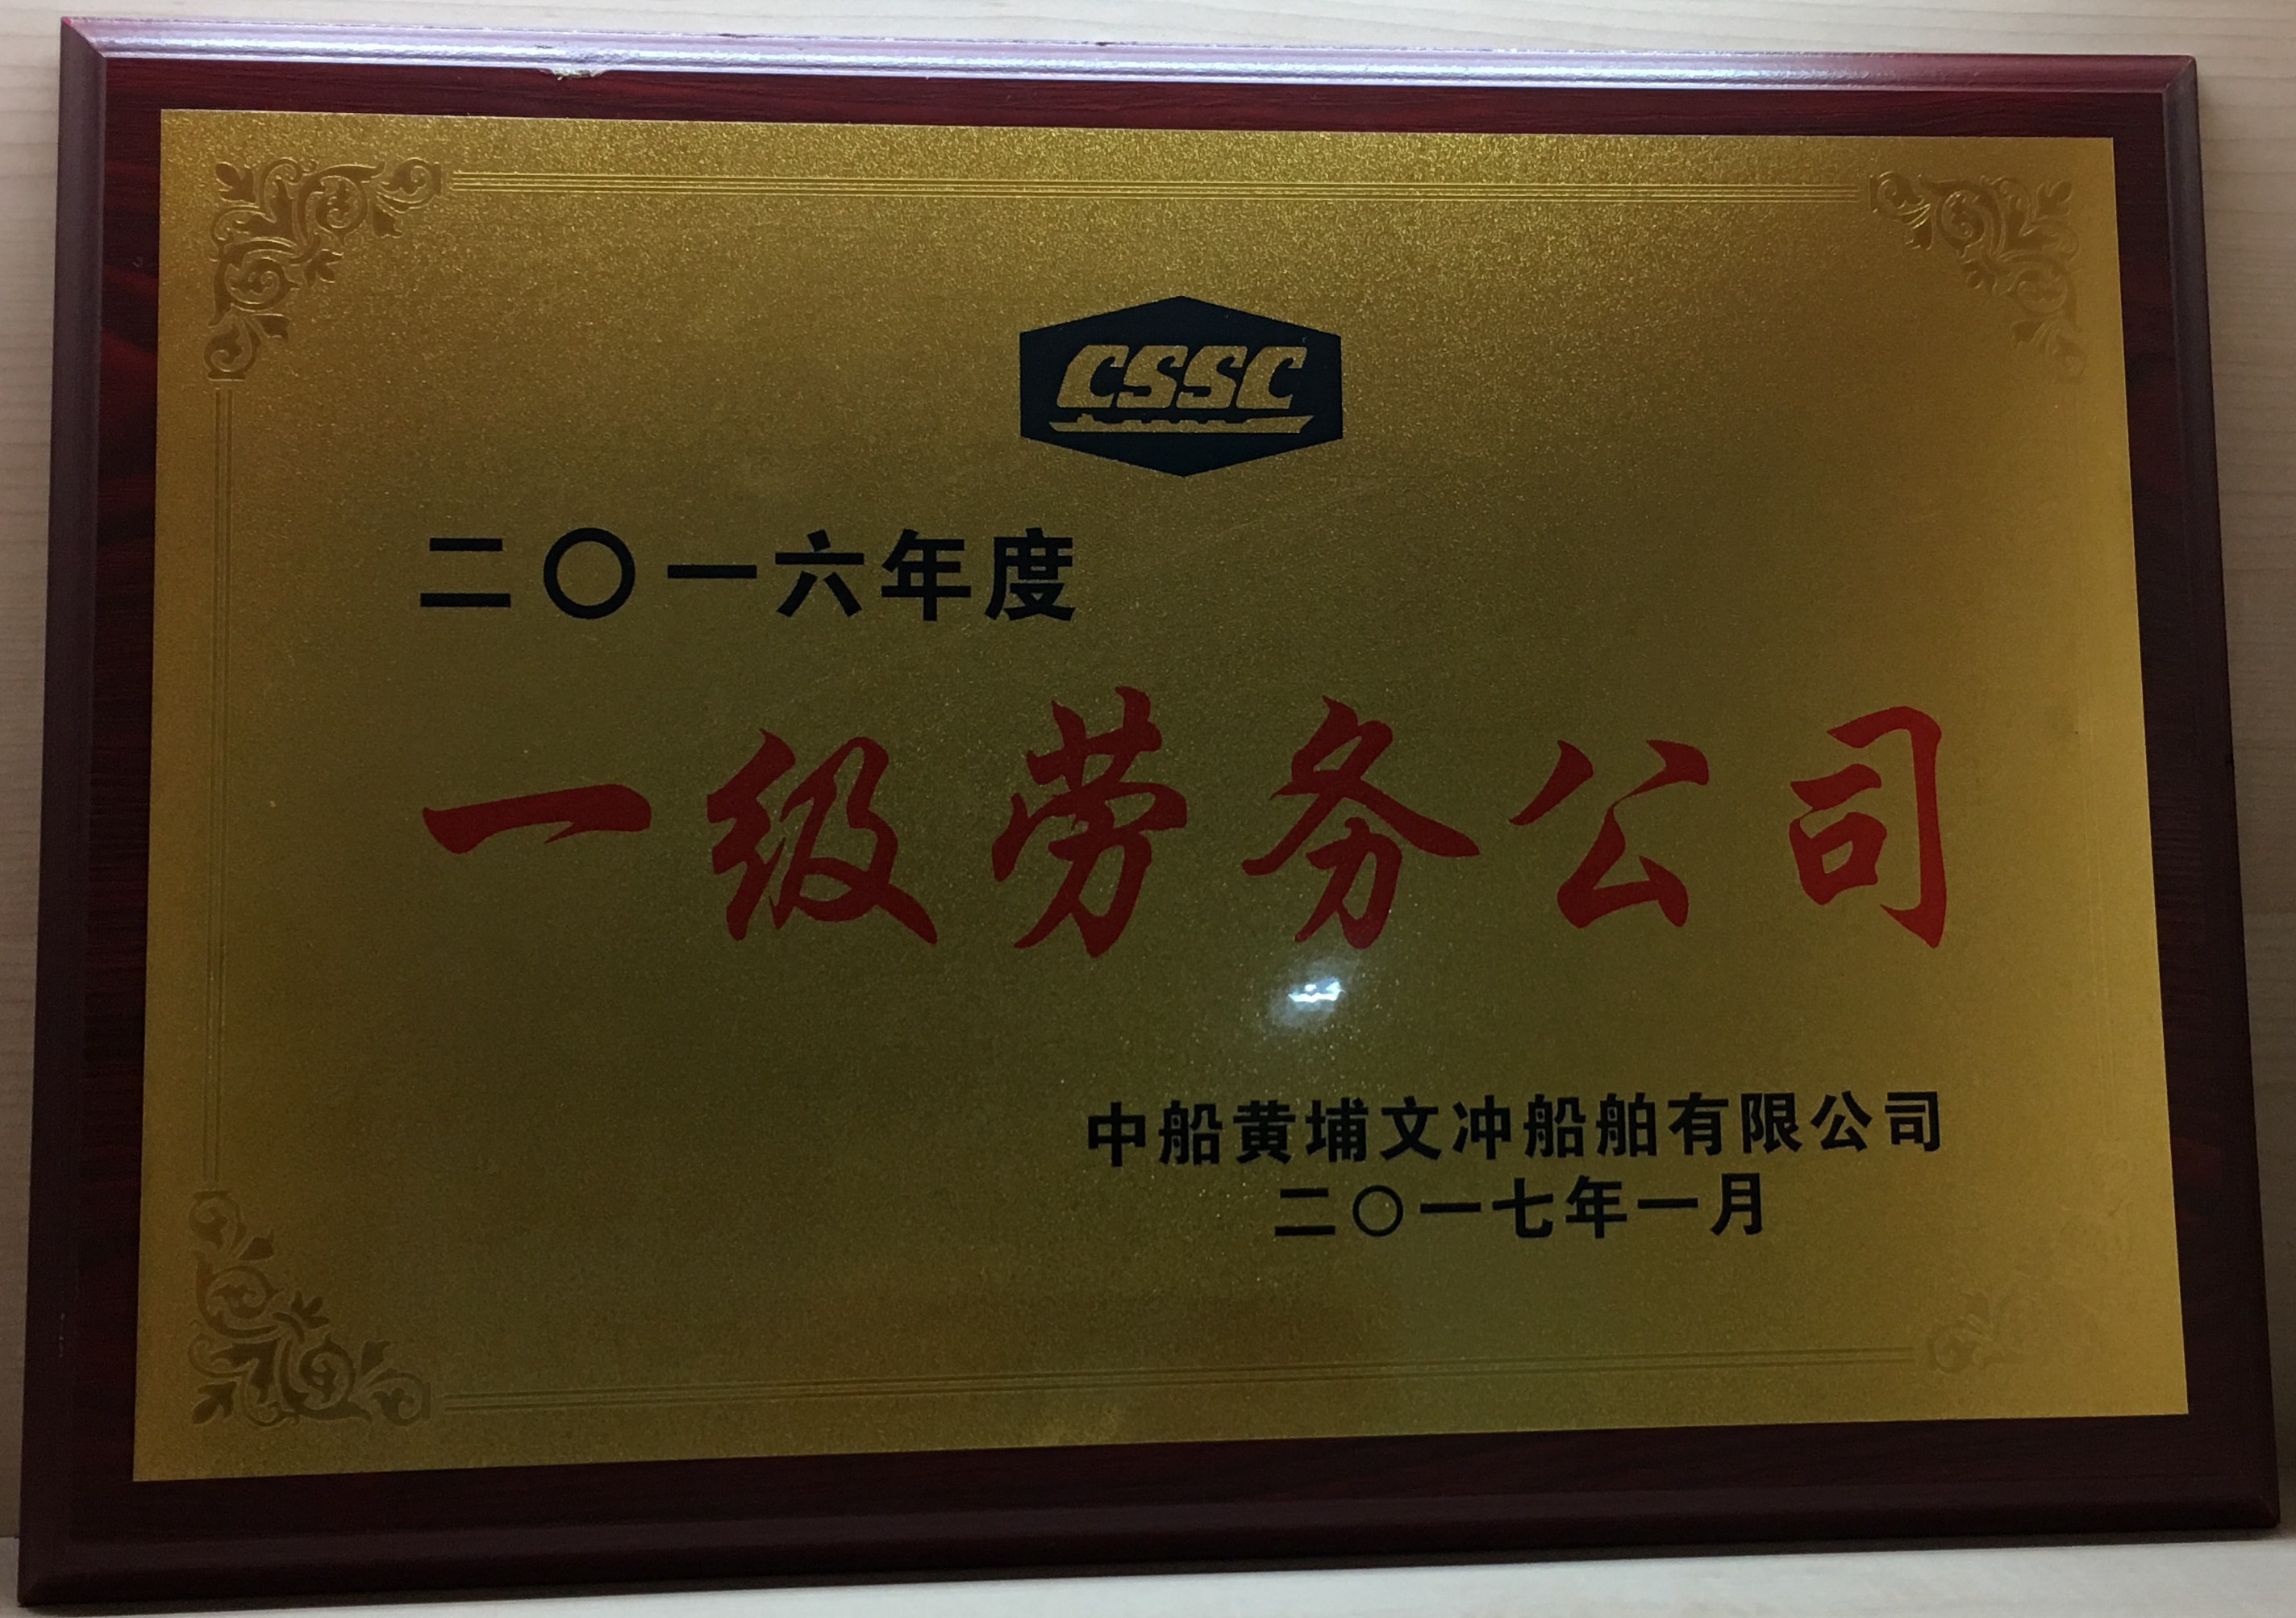 CSSC
二〇一六年度
一级劳务公司
中船黄埔文冲船舶有限公司
二〇一七年一月